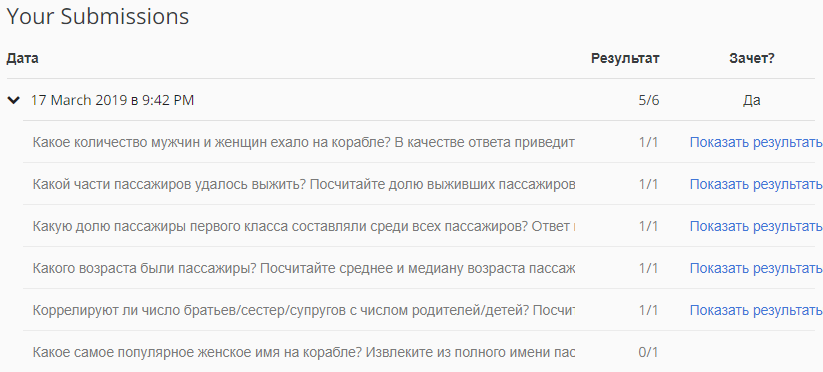 Your Submissions
Дата Результат Зачет?
17 March 2019 в 9:42 PM 5/6 Да
Какое количество мужчин и женщин ехало на корабле? В качестве ответа приведит 1/1 Показать результать
Какой части пассажиров удалось выжить? Посчитайте долю выживших пассажиров 1/1 Показать результать
Какую долю пассажиры первого класса составляли среди всех пассажиров? Ответ 1/1 Показать результать
Какого возраста были пассажиры? Посчитайте среднее и медиану возраста пассаж 1/1 Показать результать
Коррелируют ли число братьев/сестер/супругов с числом родителей/детей? Посчит 1/1 Показать результать
Какое самое популярное женское имя на корабле? Извлеките из полного имени пас 0/1